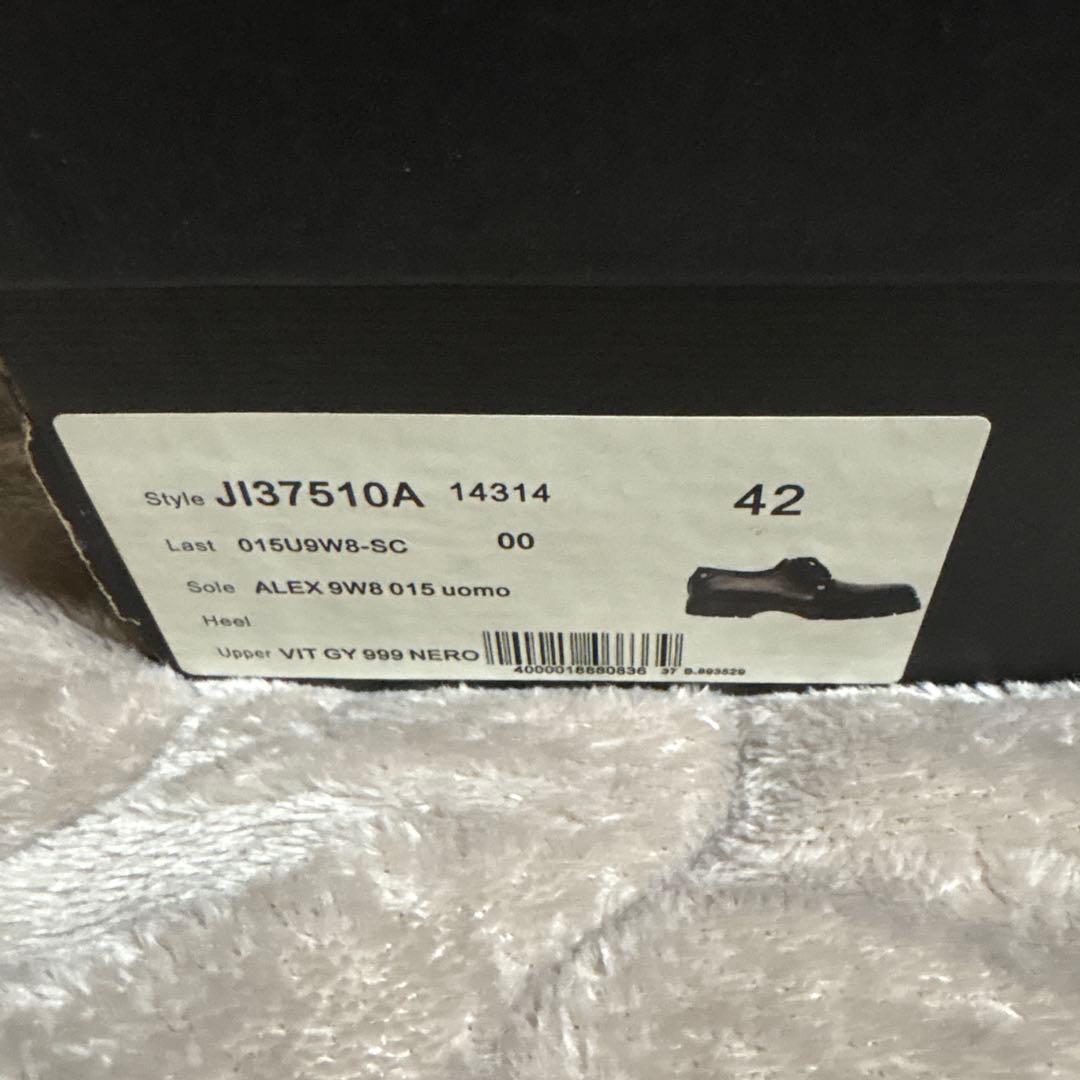 Style JI37510A 14314 42
Last 015U9W8-SC 00
Sole ALEX 9W8 015 uomo
Heel
Upper VIT GY 999 NERO
4000018880836 37 B.893529